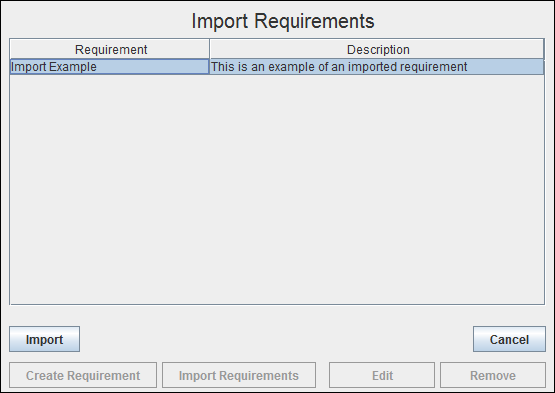 Import Requirements
Requirement Description
Import Example This is an example of an imported requirement
Import Cancel
Create Requirement Import Requirements Edit Remove